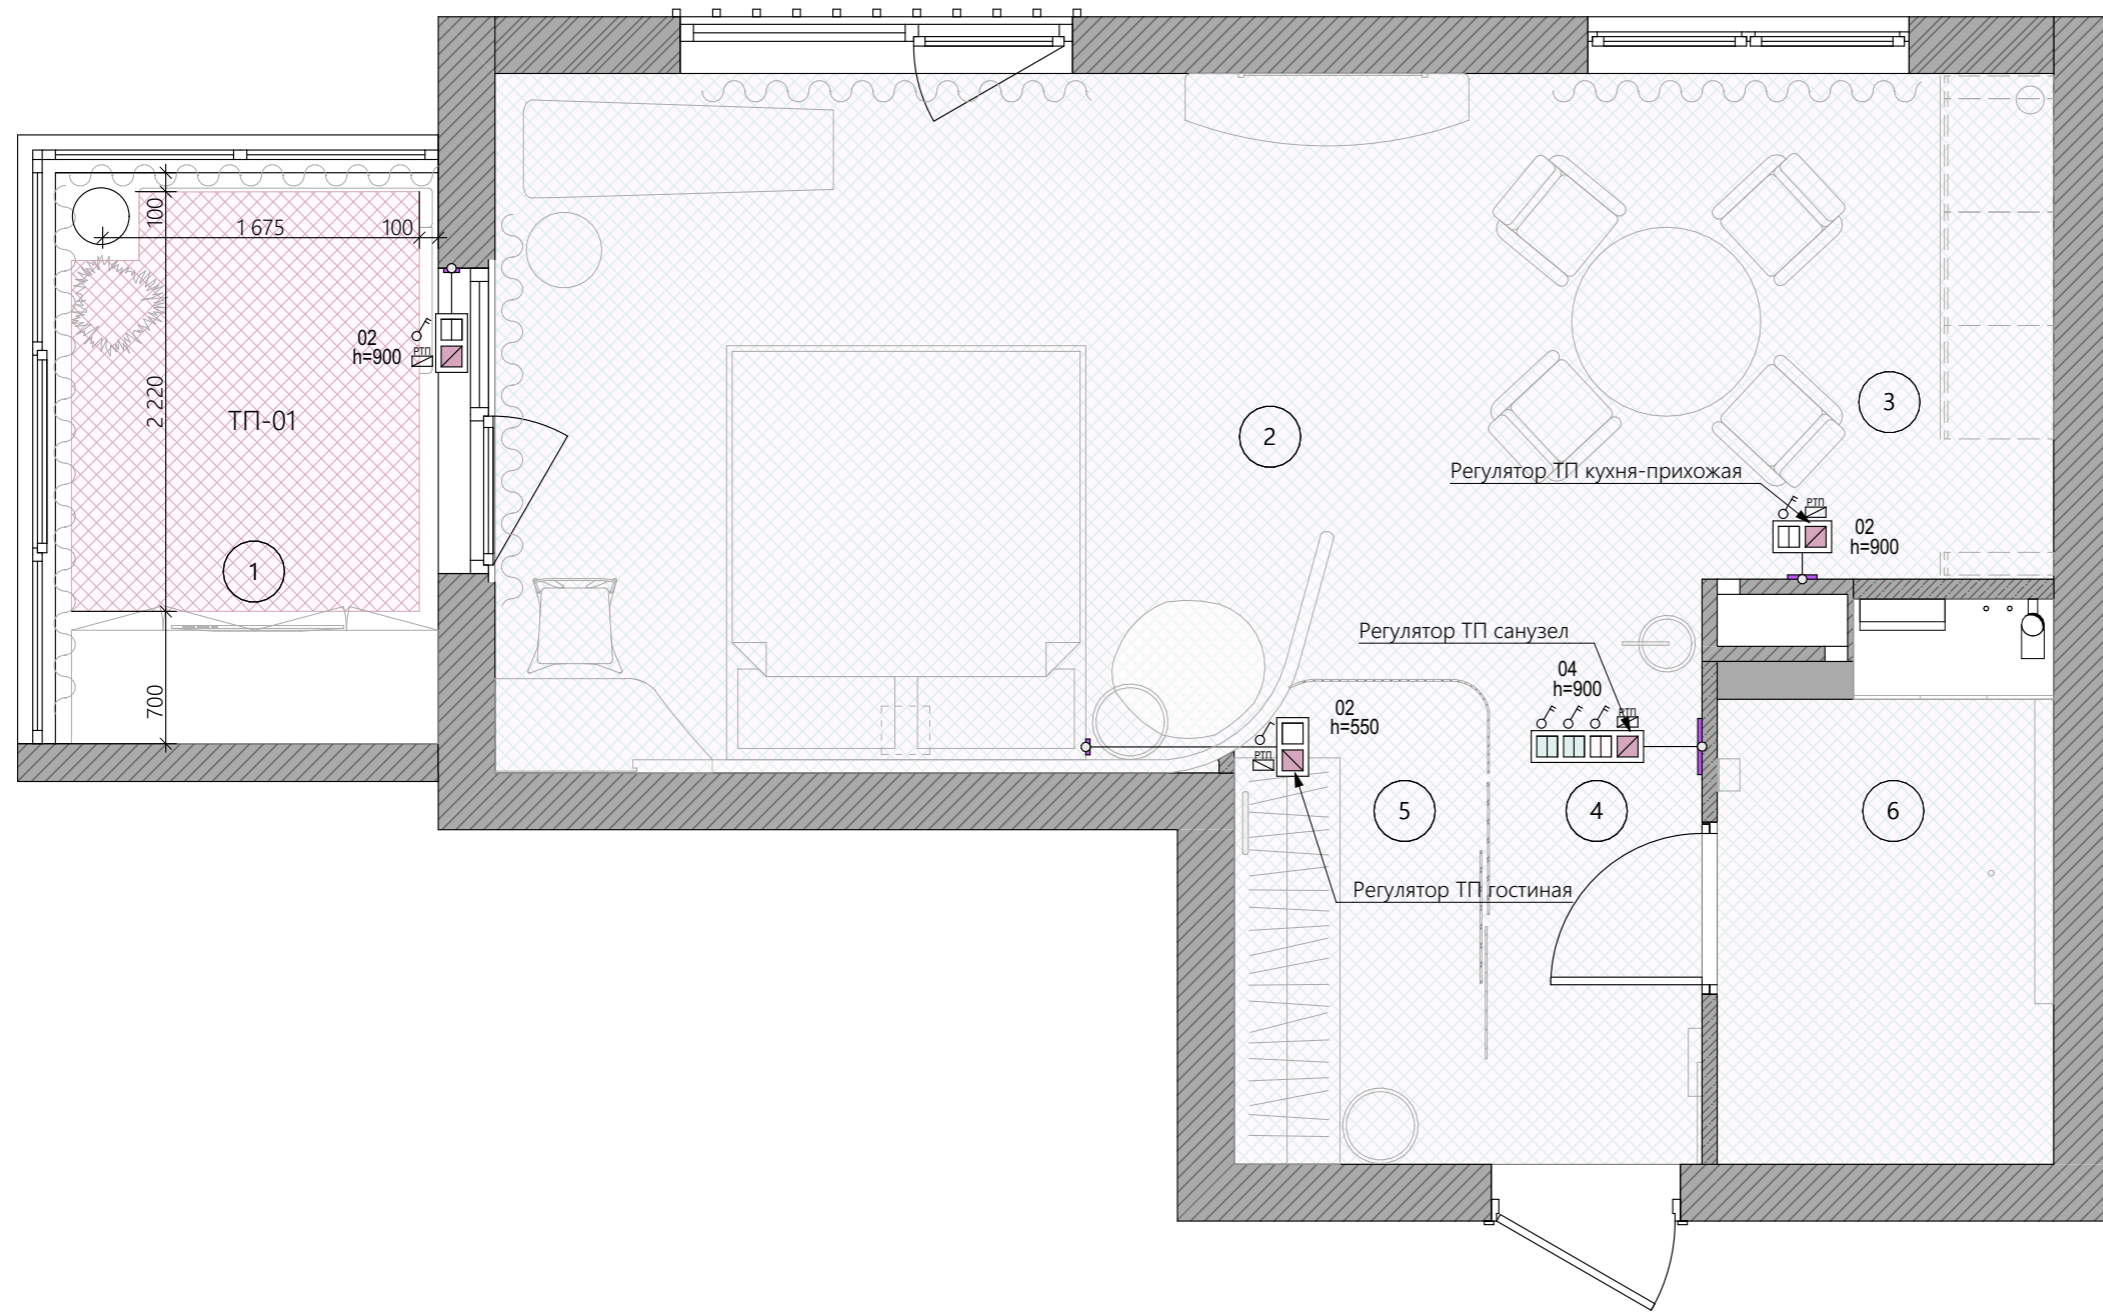 100
1 675
100
02
h=900
РТП
2 220
ТП-01
1
700
2
3
Регулятор ТП кухня-прихожая
РТП
02
h=900
Регулятор ТП санузел
04
h=900
РТП
02
h=550
РТП
5
4
6
Регулятор ТП гостиная